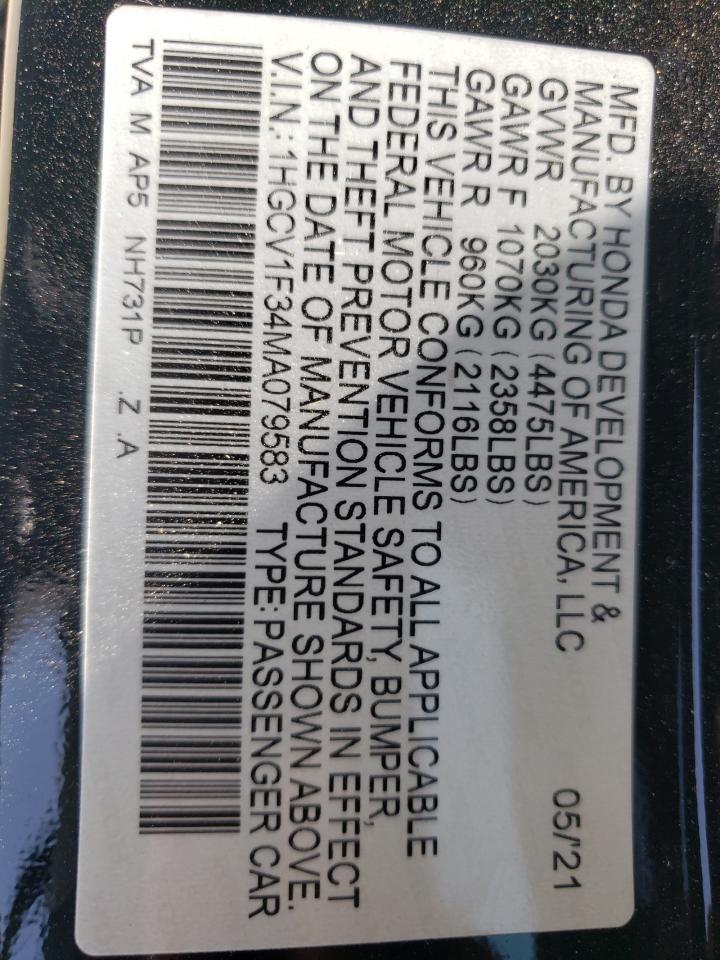 MFD. BY HONDA DEVELOPMENT &
MANUFACTURING OF AMERICA, LLC 05/'21
GVWR 2030KG (4475LBS)
GAWR F 1070KG (2358LBS)
GAWR R 960KG (2116LBS)
THIS VEHICLE CONFORMS TO ALL APPLICABLE
FEDERAL MOTOR VEHICLE SAFETY, BUMPER,
AND THEFT PREVENTION STANDARDS IN EFFECT
ON THE DATE OF MANUFACTURE SHOWN ABOVE.
V.I.N.: 1HGCV1F34MA079583 TYPE: PASSENGER CAR
TVA M AP5 NH731P .Z .A